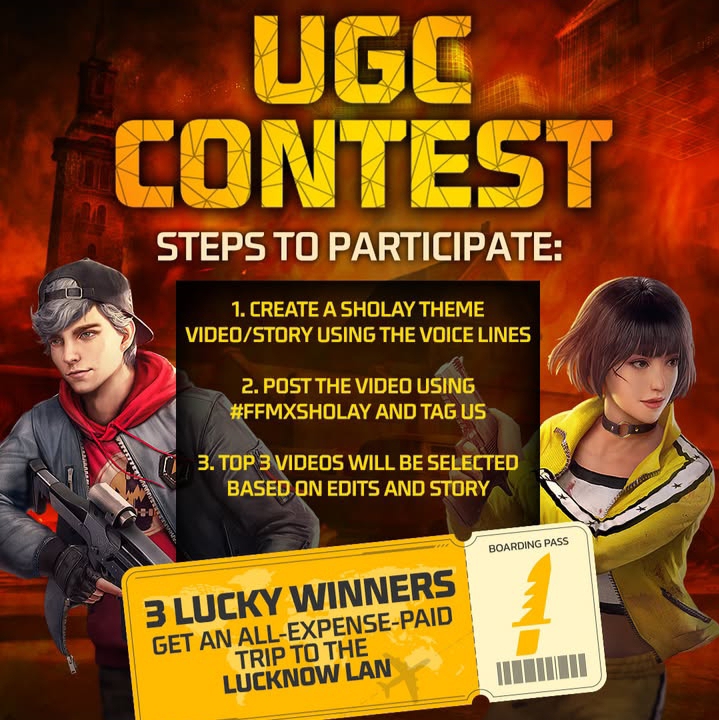 UGC
CONTEST
STEPS TO PARTICIPATE:
1. CREATE A SHOLAY THEME
VIDEO/STORY USING THE VOICE LINES
2. POST THE VIDEO USING
#FFMXSHOLAY AND TAG US
3. TOP 3 VIDEOS WILL BE SELECTED
BASED ON EDITS AND STORY
BOARDING PASS
3 LUCKY WINNERS
GET AN ALL-EXPENSE-PAID
TRIP TO THE
LUCKNOW LAN